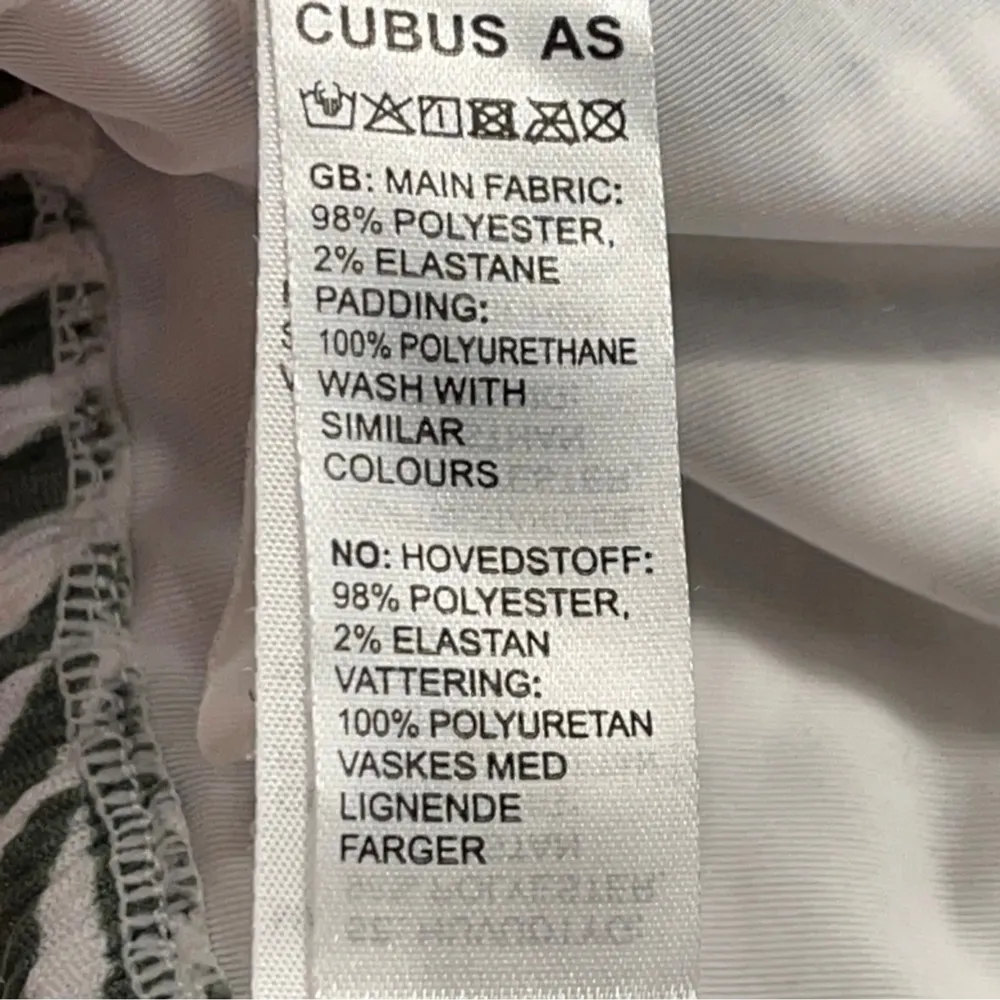 CUBUS AS
GB: MAIN FABRIC:
98% POLYESTER,
2% ELASTANE
PADDING:
100% POLYURETHANE
WASH WITH
SIMILAR
COLOURS
NO: HOVEDSTOFF:
98% POLYESTER,
2% ELASTAN
VATTERING:
100% POLYURETAN
VASKES MED
LIGNENDE
FARGER